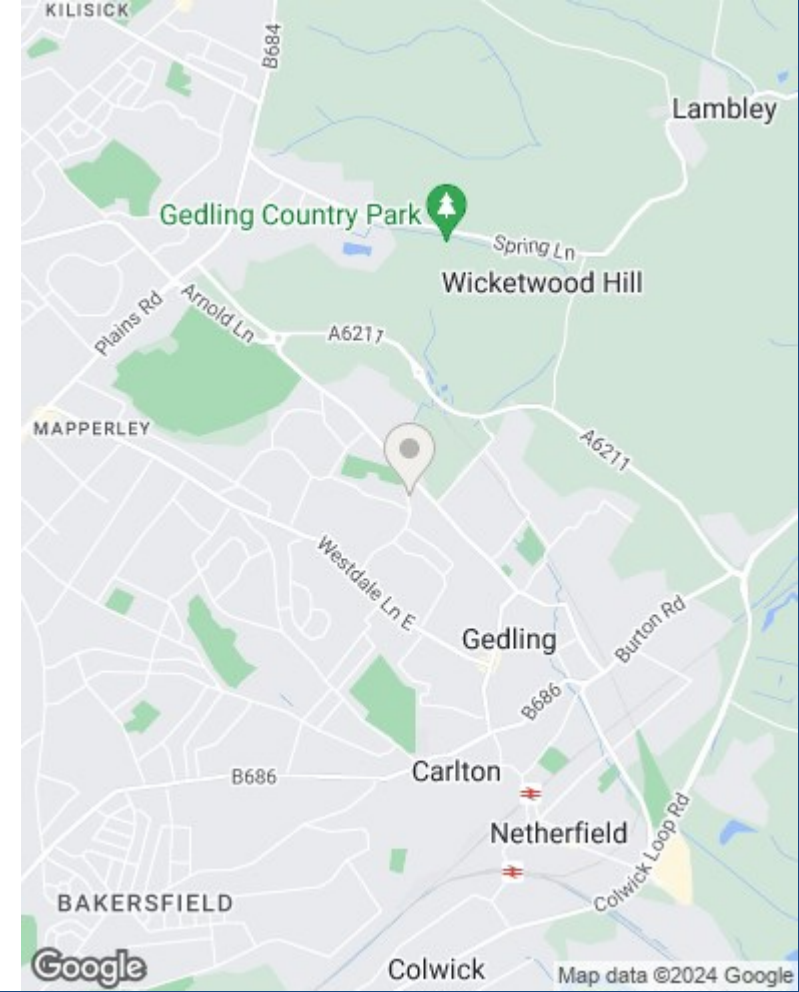 KILISICK
B684
Lambley
Gedling Country Park
Spring Ln
Wicketwood Hill
Plains Rd
Arnold Ln
A6211
MAPPERLEY
A6211
Westdale Ln E
Gedling
Burton Rd
B686
Carlton
B686
Netherfield
Colwick Loop Rd
BAKERSFIELD
Colwick
Google
Map data ©2024 Google